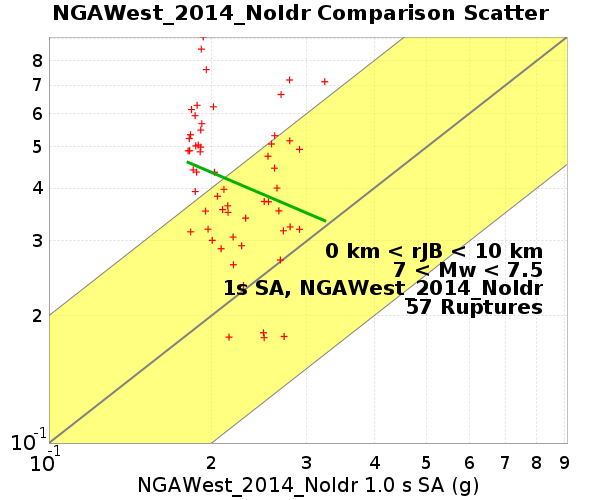 NGAWest_2014_NoIdr Comparison Scatter
8
7
6
5
4
3
2
10-1
0 km < rJB < 10 km
7 < Mw < 7.5
1s SA, NGAWest_2014_NoIdr
57 Ruptures
10-1 2 3 4 5 6 7 8 9
NGAWest_2014_NoIdr 1.0 s SA (g)